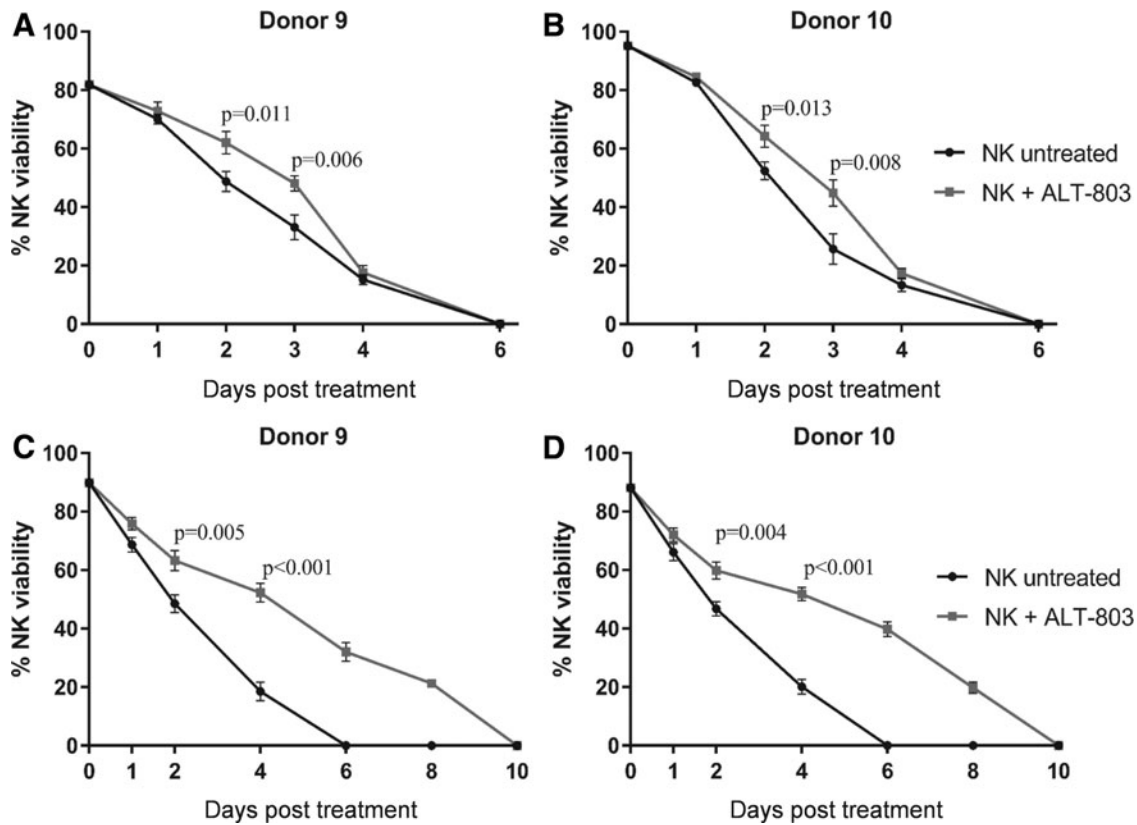 A
Donor 9
100
80
60
40
20
0
% NK viability
p=0.011
p=0.006
0 1 2 3 4 6
Days post treatment
B
Donor 10
100
80
60
40
20
0
% NK viability
p=0.013
p=0.008
0 1 2 3 4 6
Days post treatment
NK untreated
NK + ALT-803
C
Donor 9
100
80
60
40
20
0
% NK viability
p=0.005
p<0.001
0 1 2 4 6 8 10
Days post treatment
D
Donor 10
100
80
60
40
20
0
% NK viability
p=0.004
p<0.001
0 1 2 4 6 8 10
Days post treatment
NK untreated
NK + ALT-803